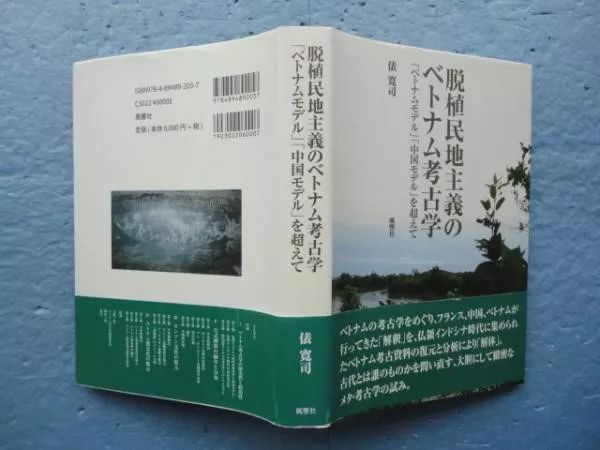 脱植民地主義の
ベトナム考古学
「ベトナムモデル」「中国モデル」を超えて
俵 寛司
風響社
ベトナムの考古学をめぐり、フランス、中国、ベトナムが
行ってきた「解釈」を、仏領インドシナ時代に集められ
たベトナム考古資料の復元と分析により「解体」。
古代とは誰のものかを問い直す、大胆にして緻密な
メタ・考古学の試み。
脱植民地主義のベトナム考古学
「ベトナムモデル」「中国モデル」を超えて
俵 寛司
風響社
ISBN978-4-89489-205-7
C3022 ¥6000E
風響社
定価(本体 6,000円+税)
9784894892057
1923022060007